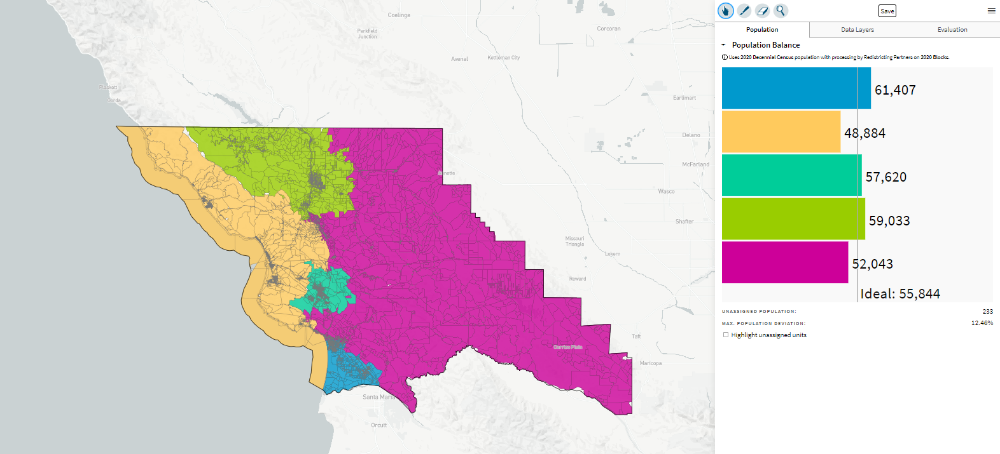 Coalinga
Parkfield
Junction
Corcoran
Avenal
Kettleman City
Plaskett
Gorda
Earlimart
Delano
McFarland
Annette
Wasco
Shafter
Missouri
Triangle
Lokern
Reward
Taft
Carrizo Plain
Maricopa
Santa Maria
Orcutt
Save
Population
Data Layers
Evaluation
Population Balance
Uses 2020 Decennial Census population with processing by Redistricting Partners on 2020 Blocks.
61,407
48,884
57,620
59,033
52,043
Ideal: 55,844
UNASSIGNED POPULATION: 233
MAX. POPULATION DEVIATION: 12.46%
Highlight unassigned units